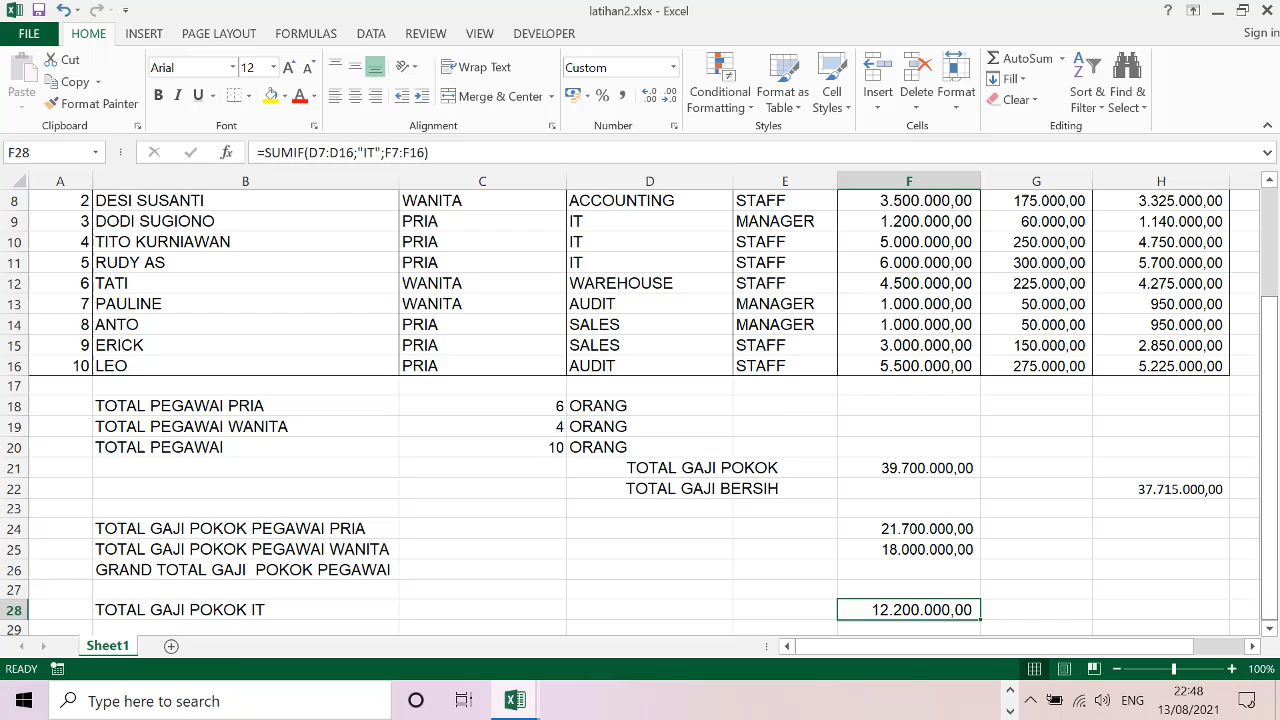 latihan2.xlsx - Excel
?
FILE HOME INSERT PAGE LAYOUT FORMULAS DATA REVIEW VIEW DEVELOPER Sign in
Paste
Cut
Copy
Format Painter
Clipboard
Arial 12
B I U
Font
Wrap Text
Merge & Center
Alignment
Custom
%
Number
Conditional Formatting
Format as Table
Cell Styles
Styles
Insert Delete Format
Cells
AutoSum
Fill
Clear
Sort & Filter
Find & Select
Editing
F28 fx =SUMIF(D7:D16;"IT";F7:F16)
A B C D E F G H
8 2 DESI SUSANTI WANITA ACCOUNTING STAFF 3.500.000,00 175.000,00 3.325.000,00
9 3 DODI SUGIONO PRIA IT MANAGER 1.200.000,00 60.000,00 1.140.000,00
10 4 TITO KURNIAWAN PRIA IT STAFF 5.000.000,00 250.000,00 4.750.000,00
11 5 RUDY AS PRIA IT STAFF 6.000.000,00 300.000,00 5.700.000,00
12 6 TATI WANITA WAREHOUSE STAFF 4.500.000,00 225.000,00 4.275.000,00
13 7 PAULINE WANITA AUDIT MANAGER 1.000.000,00 50.000,00 950.000,00
14 8 ANTO PRIA SALES MANAGER 1.000.000,00 50.000,00 950.000,00
15 9 ERICK PRIA SALES STAFF 3.000.000,00 150.000,00 2.850.000,00
16 10 LEO PRIA AUDIT STAFF 5.500.000,00 275.000,00 5.225.000,00
17
18 TOTAL PEGAWAI PRIA 6 ORANG
19 TOTAL PEGAWAI WANITA 4 ORANG
20 TOTAL PEGAWAI 10 ORANG
21 TOTAL GAJI POKOK 39.700.000,00
22 TOTAL GAJI BERSIH 37.715.000,00
23
24 TOTAL GAJI POKOK PEGAWAI PRIA 21.700.000,00
25 TOTAL GAJI POKOK PEGAWAI WANITA 18.000.000,00
26 GRAND TOTAL GAJI POKOK PEGAWAI
27
28 TOTAL GAJI POKOK IT 12.200.000,00
29
Sheet1
READY 100%
Type here to search
ENG
22:48
13/08/2021